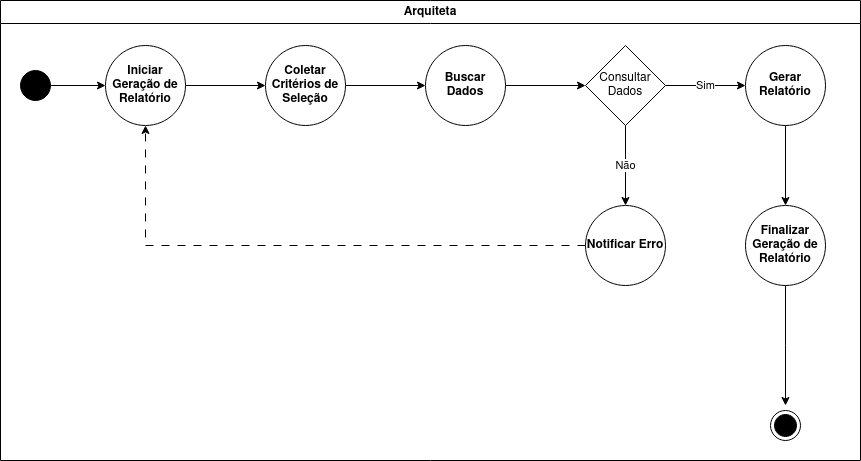 Arquiteta
Iniciar
Geração de
Relatório
Coletar
Critérios de
Seleção
Buscar
Dados
Consultar
Dados
Sim
Gerar
Relatório
Não
Notificar Erro
Finalizar
Geração de
Relatório